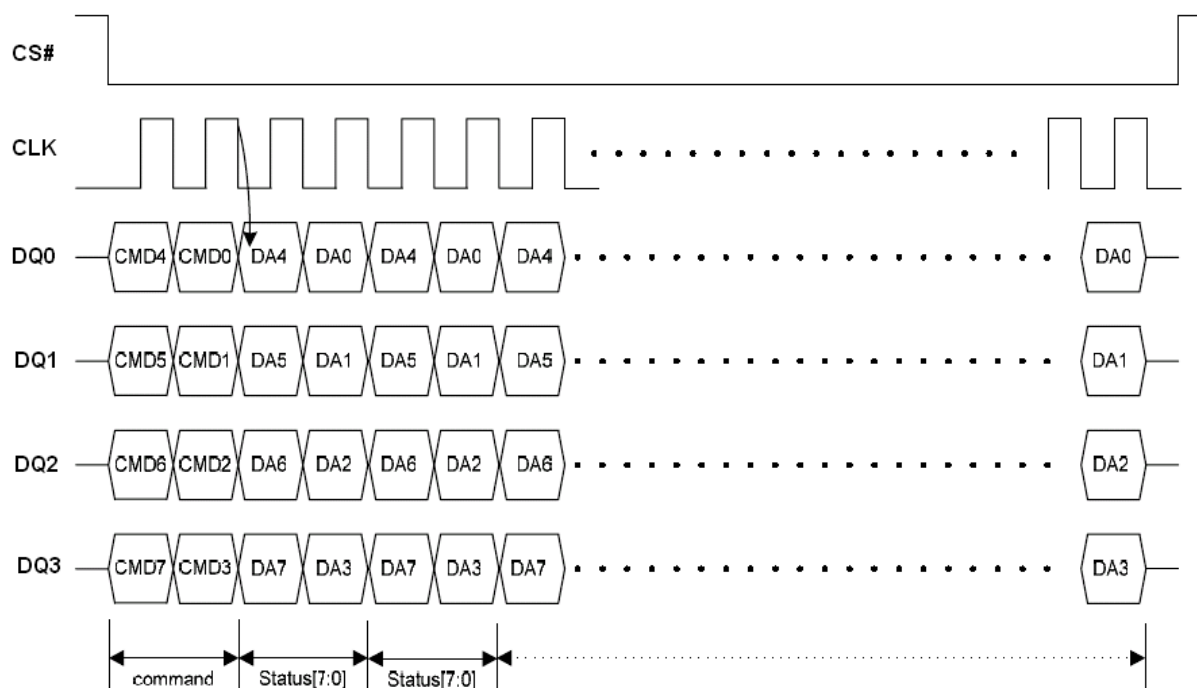 CS#
CLK
DQ0 CMD4 CMD0 DA4 DA0 DA4 DA0 DA4 DA0
DQ1 CMD5 CMD1 DA5 DA1 DA5 DA1 DA5 DA1
DQ2 CMD6 CMD2 DA6 DA2 DA6 DA2 DA6 DA2
DQ3 CMD7 CMD3 DA7 DA3 DA7 DA3 DA7 DA3
command Status[7:0] Status[7:0]